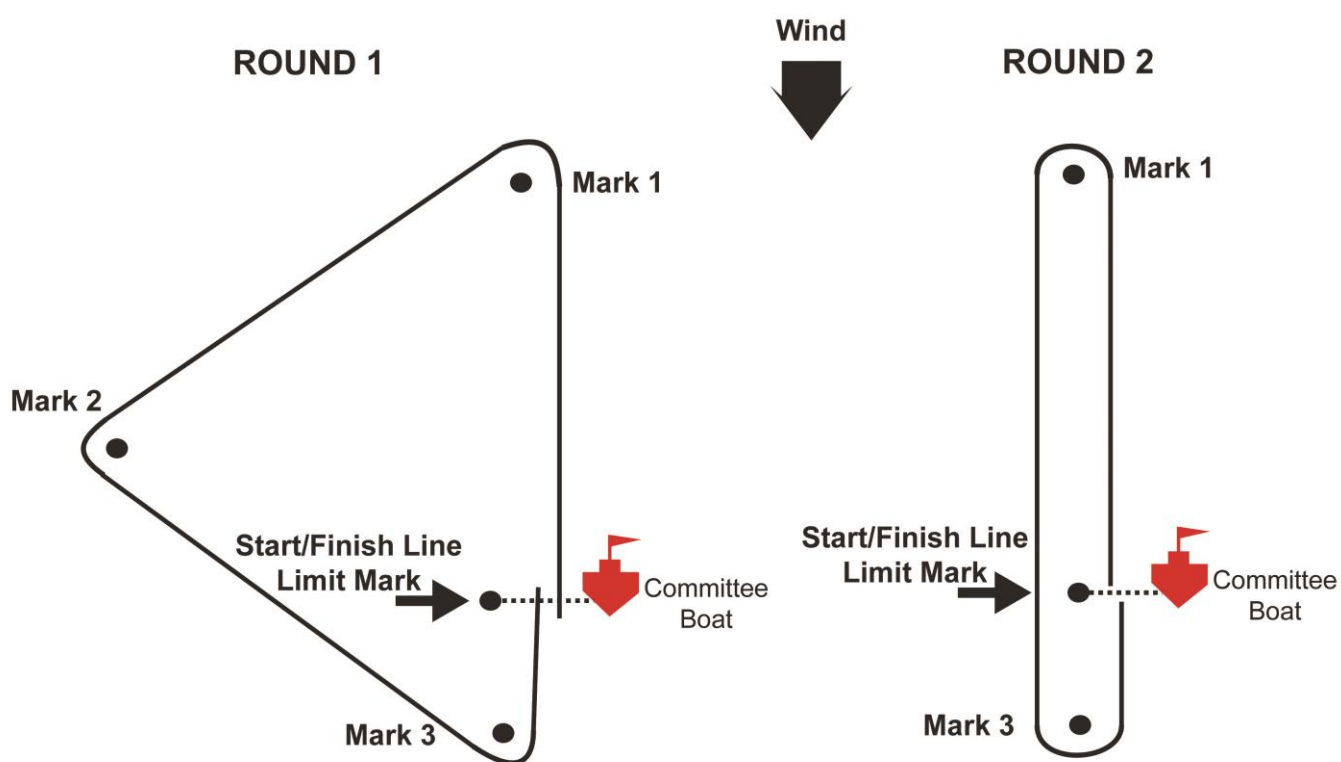 Wind
ROUND 1
ROUND 2
Mark 1
Mark 2
Start/Finish Line
Limit Mark
Committee
Boat
Mark 3
Mark 1
Start/Finish Line
Limit Mark
Committee
Boat
Mark 3